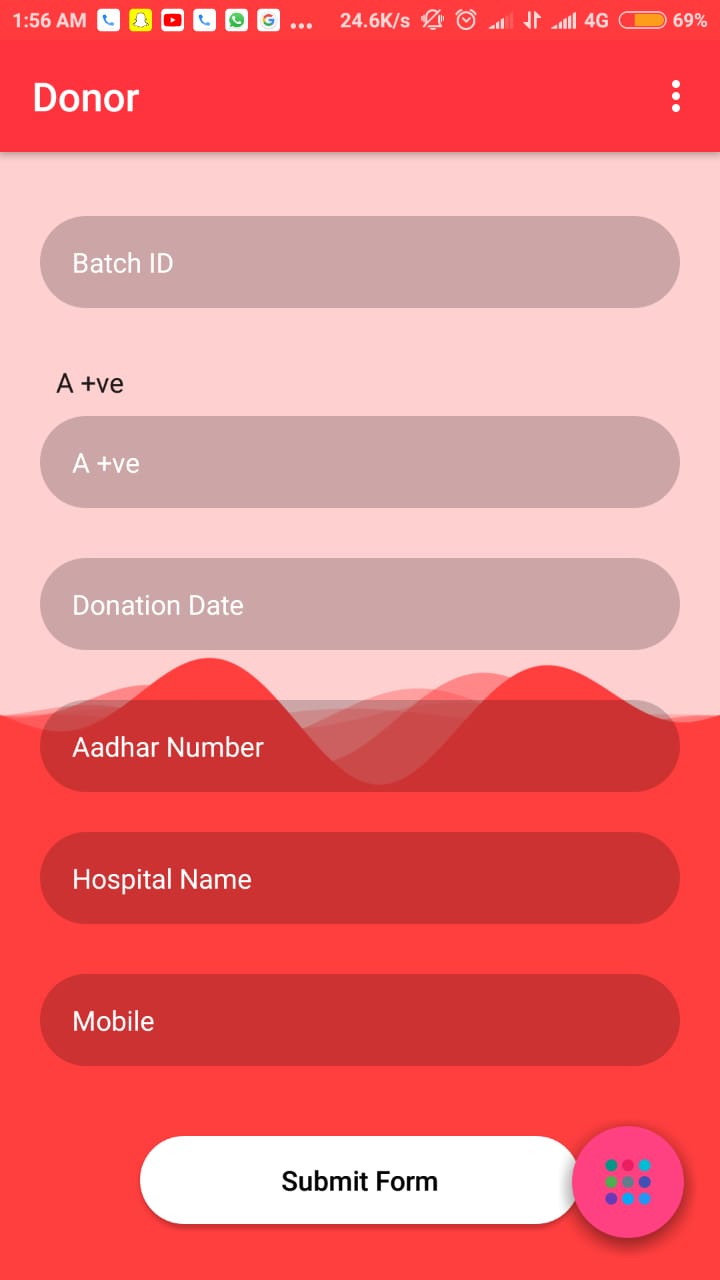 1:56 AM ... 24.6K/s 4G 69%
Donor
Batch ID
A +ve
A +ve
Donation Date
Aadhar Number
Hospital Name
Mobile
Submit Form